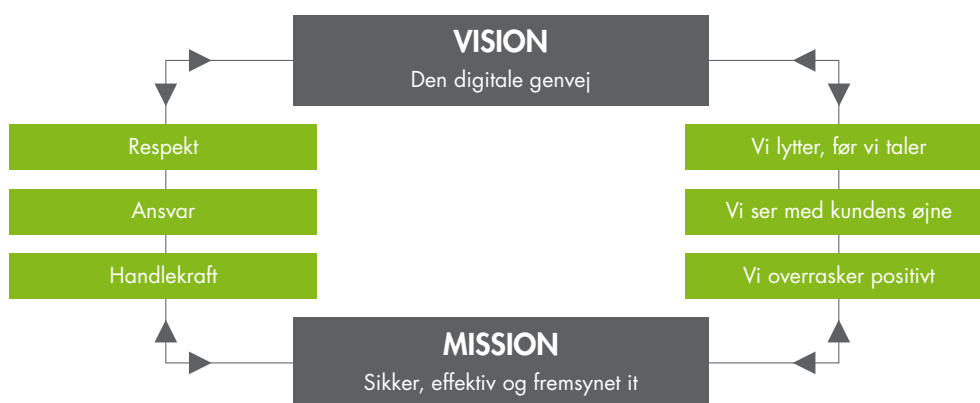 VISION
Den digitale genvej
Respekt
Ansvar
Handlekraft
Vi lytter, før vi taler
Vi ser med kundens øjne
Vi overrasker positivt
MISSION
Sikker, effektiv og fremsynet it